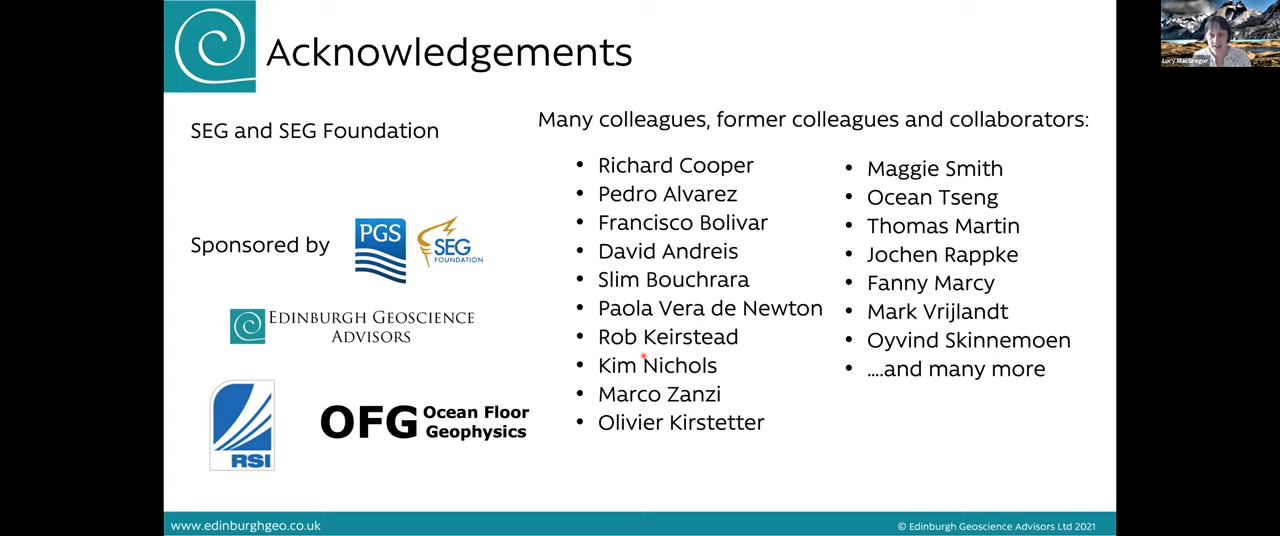 Acknowledgements
SEG and SEG Foundation
Sponsored by
PGS
SEG
FOUNDATION
EDINBURGH GEOSCIENCE
ADVISORS
RSI
OFG
Ocean Floor
Geophysics
Many colleagues, former colleagues and collaborators:
• Richard Cooper
• Pedro Alvarez
• Francisco Bolivar
• David Andreis
• Slim Bouchrara
• Paola Vera de Newton
• Rob Keirstead
• Kim Nichols
• Marco Zanzi
• Olivier Kirstetter
• Maggie Smith
• Ocean Tseng
• Thomas Martin
• Jochen Rappke
• Fanny Marcy
• Mark Vrijlandt
• Oyvind Skinnemoen
• ....and many more
www.edinburghgeo.co.uk
© Edinburgh Geoscience Advisors Ltd 2021
Lucy MacGregor